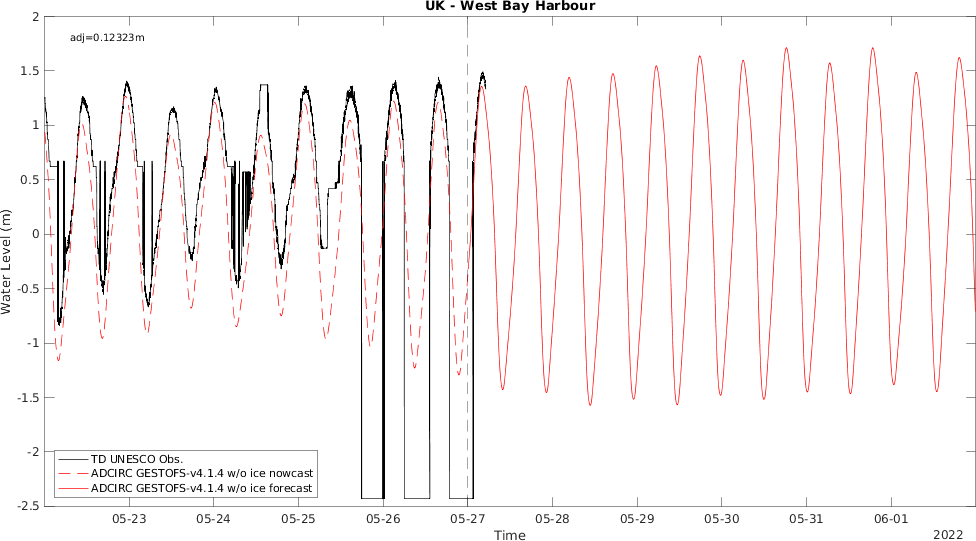 UK - West Bay Harbour
adj=0.12323m
Water Level (m)
2
1.5
1
0.5
0
-0.5
-1
-1.5
-2
-2.5
TD UNESCO Obs.
ADCIRC GESTOFS-v4.1.4 w/o ice nowcast
ADCIRC GESTOFS-v4.1.4 w/o ice forecast
05-23 05-24 05-25 05-26 05-27 05-28 05-29 05-30 05-31 06-01
Time
2022